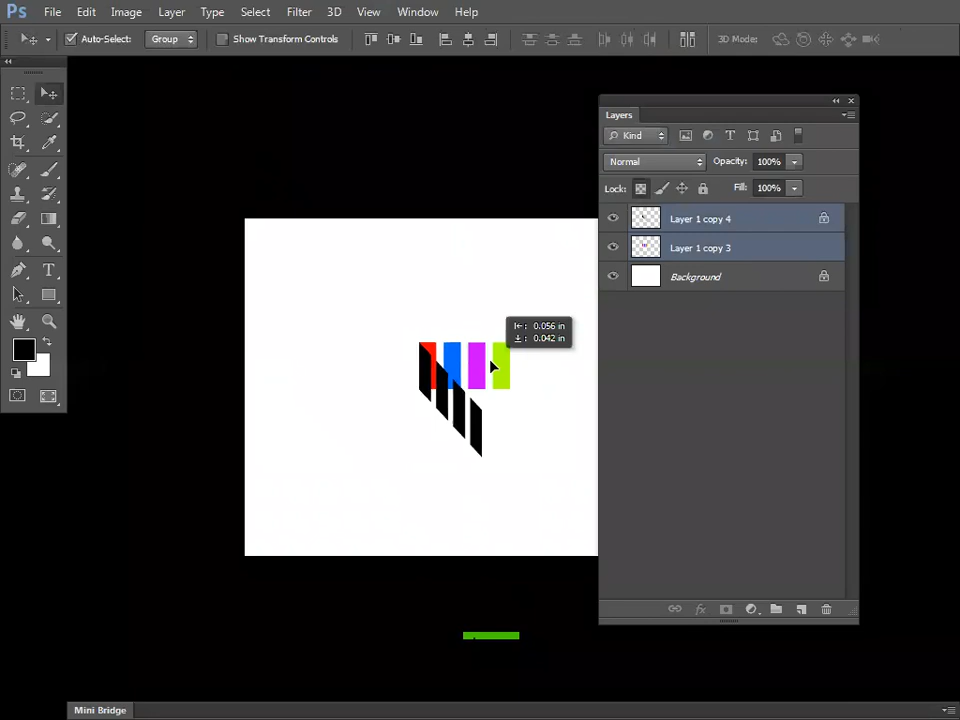 Ps File Edit Image Layer Type Select Filter 3D View Window Help
Auto-Select: Group Show Transform Controls 3D Mode:
Layers
Kind
Normal Opacity: 100%
Lock: Fill: 100%
Layer 1 copy 4
Layer 1 copy 3
Background
0.056 in
0.042 in
Mini Bridge